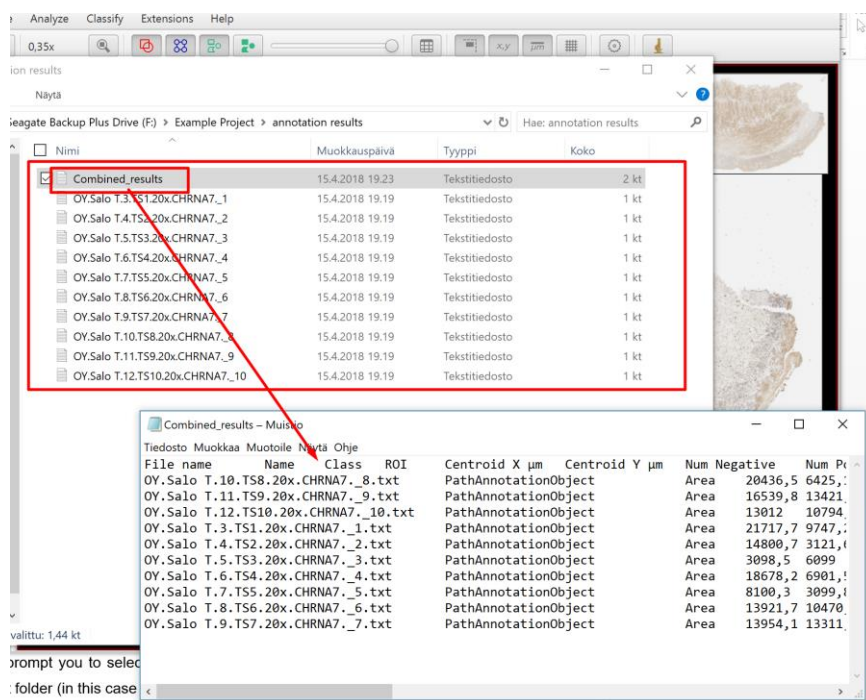 Analyze Classify Extensions Help
0,35x x,y μm
ion results
Näytä
Seagate Backup Plus Drive (F:) > Example Project > annotation results Hae: annotation results
Nimi Muokkauspäivä Tyyppi Koko
Combined_results 15.4.2018 19.23 Tekstitiedosto 2 kt
OY.Salo T.3.TS1.20x.CHRNA7._1 15.4.2018 19.19 Tekstitiedosto 1 kt
OY.Salo T.4.TS2.20x.CHRNA7._2 15.4.2018 19.19 Tekstitiedosto 1 kt
OY.Salo T.5.TS3.20x.CHRNA7._3 15.4.2018 19.19 Tekstitiedosto 1 kt
OY.Salo T.6.TS4.20x.CHRNA7._4 15.4.2018 19.19 Tekstitiedosto 1 kt
OY.Salo T.7.TS5.20x.CHRNA7._5 15.4.2018 19.19 Tekstitiedosto 1 kt
OY.Salo T.8.TS6.20x.CHRNA7._6 15.4.2018 19.19 Tekstitiedosto 1 kt
OY.Salo T.9.TS7.20x.CHRNA7._7 15.4.2018 19.19 Tekstitiedosto 1 kt
OY.Salo T.10.TS8.20x.CHRNA7._8 15.4.2018 19.19 Tekstitiedosto 1 kt
OY.Salo T.11.TS9.20x.CHRNA7._9 15.4.2018 19.19 Tekstitiedosto 1 kt
OY.Salo T.12.TS10.20x.CHRNA7._10 15.4.2018 19.19 Tekstitiedosto 1 kt
Combined_results – Muistio
Tiedosto Muokkaa Muotoile Näytä Ohje
File name Name Class ROI Centroid X μm Centroid Y μm Num Negative Num
OY.Salo T.10.TS8.20x.CHRNA7._8.txt PathAnnotationObject Area 20436,5 6425,
OY.Salo T.11.TS9.20x.CHRNA7._9.txt PathAnnotationObject Area 16539,8 13421
OY.Salo T.12.TS10.20x.CHRNA7._10.txt PathAnnotationObject Area 13012 10794
OY.Salo T.3.TS1.20x.CHRNA7._1.txt PathAnnotationObject Area 21717,7 9747,
OY.Salo T.4.TS2.20x.CHRNA7._2.txt PathAnnotationObject Area 14800,7 3121,
OY.Salo T.5.TS3.20x.CHRNA7._3.txt PathAnnotationObject Area 3098,5 6099
OY.Salo T.6.TS4.20x.CHRNA7._4.txt PathAnnotationObject Area 18678,2 6901,
OY.Salo T.7.TS5.20x.CHRNA7._5.txt PathAnnotationObject Area 8100,3 3099,
OY.Salo T.8.TS6.20x.CHRNA7._6.txt PathAnnotationObject Area 13921,7 10470
OY.Salo T.9.TS7.20x.CHRNA7._7.txt PathAnnotationObject Area 13954,1 13311
valittu: 1,44 kt
prompt you to selec
folder (in this case